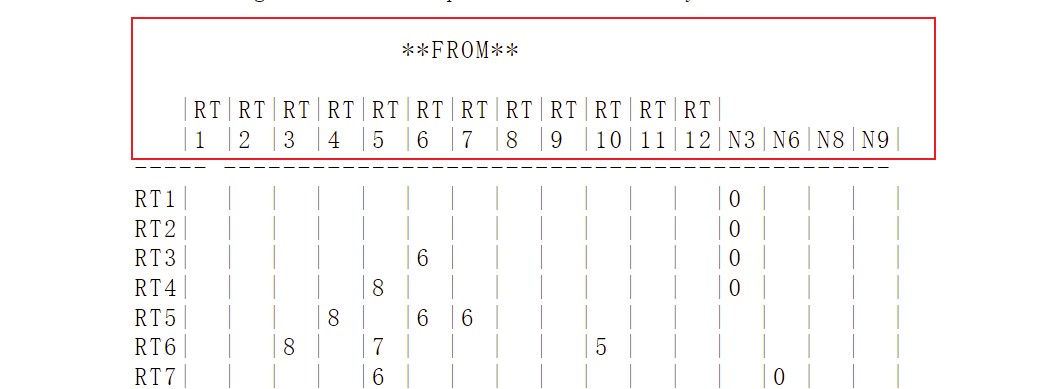 **FROM**
|RT|RT|RT|RT|RT|RT|RT|RT|RT|RT|RT|RT|
|1 |2 |3 |4 |5 |6 |7 |8 |9 |10|11|12|N3|N6|N8|N9|
----- ---------------------------------------------
RT1|  |  |  |  |  |  |  |  |  |  |  |  |0 |  |  |  |
RT2|  |  |  |  |  |  |  |  |  |  |  |  |0 |  |  |  |
RT3|  |  |  |  |  |6 |  |  |  |  |  |  |0 |  |  |  |
RT4|  |  |  |  |8 |  |  |  |  |  |  |  |0 |  |  |  |
RT5|  |  |  |8 |  |6 |6 |  |  |  |  |  |  |  |  |  |
RT6|  |  |8 |  |7 |  |  |  |  |5 |  |  |  |  |  |  |
RT7|  |  |  |  |6 |  |  |  |  |  |  |  |  |0 |  |  |